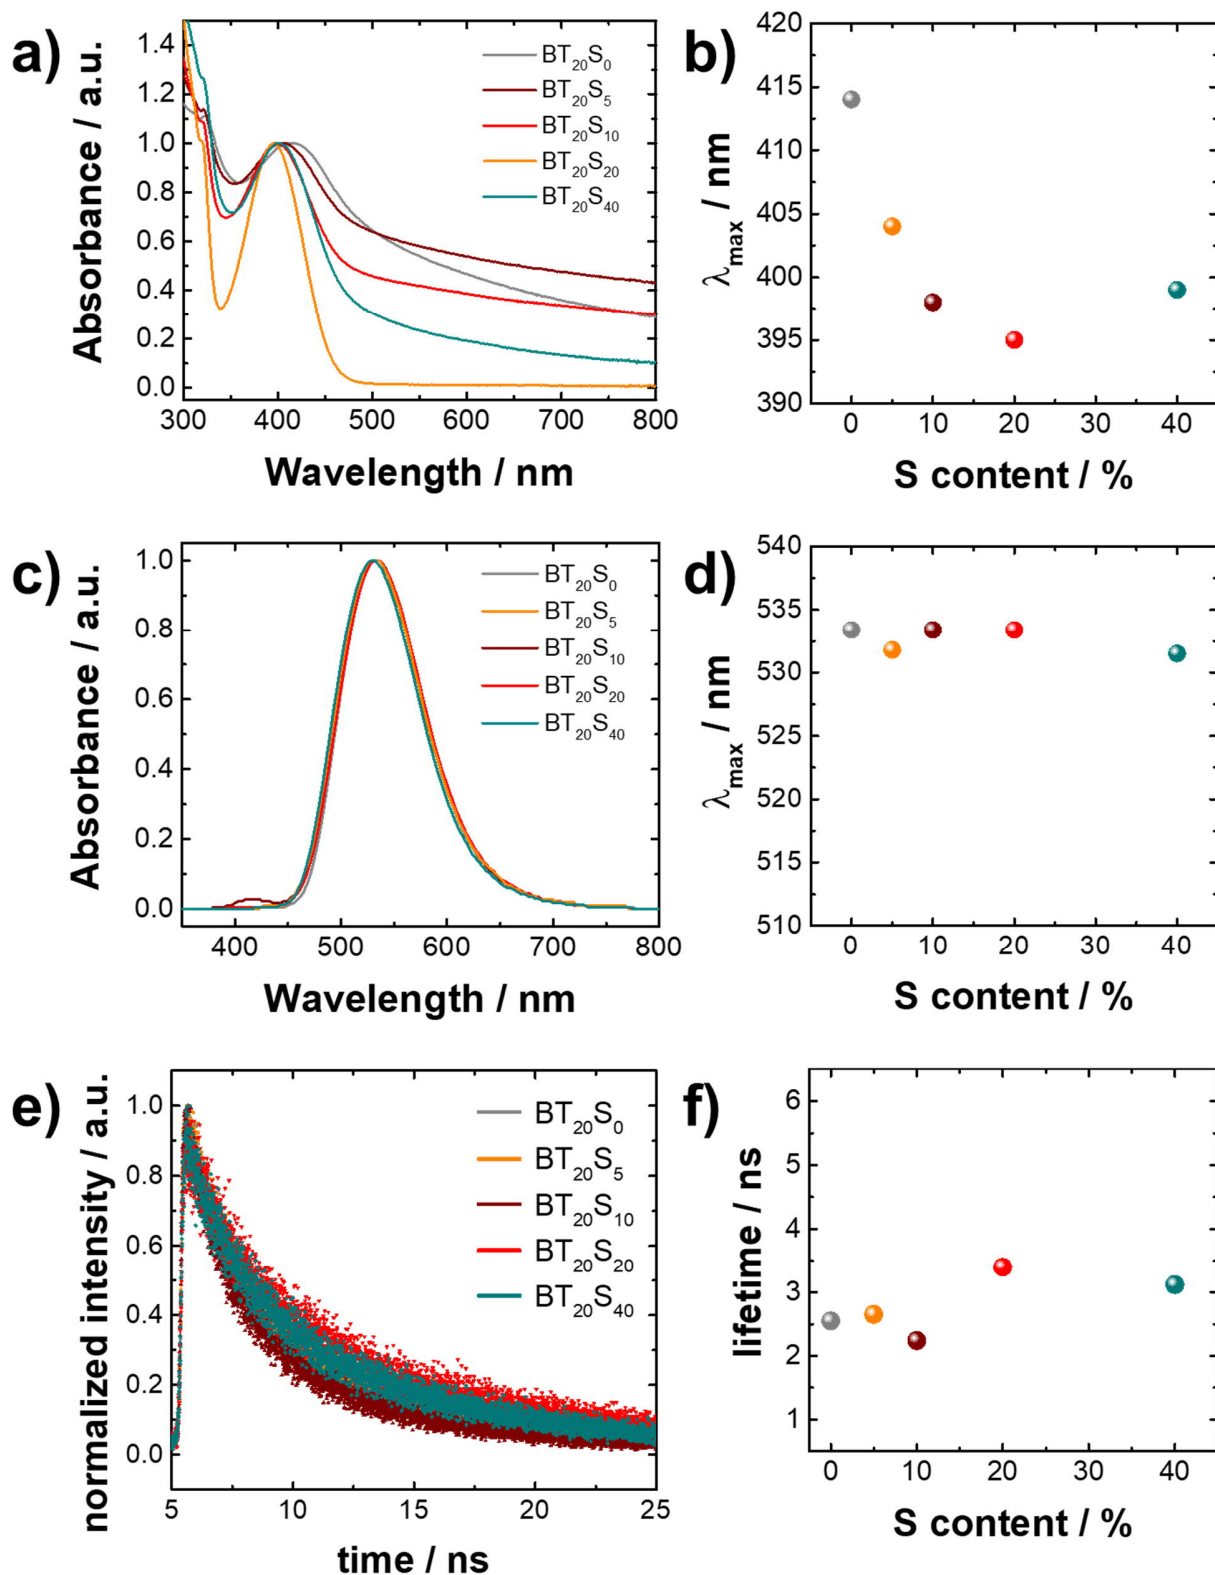 a)
Absorbance / a.u.
1.4
1.2
1.0
0.8
0.6
0.4
0.2
0.0
300 400 500 600 700 800
Wavelength / nm
BT20S0
BT20S5
BT20S10
BT20S20
BT20S40
b)
λmax / nm
420
415
410
405
400
395
390
0 10 20 30 40
S content / %
c)
Absorbance / a.u.
1.0
0.8
0.6
0.4
0.2
0.0
400 500 600 700 800
Wavelength / nm
BT20S0
BT20S5
BT20S10
BT20S20
BT20S40
d)
λmax / nm
540
535
530
525
520
515
510
0 10 20 30 40
S content / %
e)
normalized intensity / a.u.
1.0
0.8
0.6
0.4
0.2
0.0
5 10 15 20 25
time / ns
BT20S0
BT20S5
BT20S10
BT20S20
BT20S40
f)
lifetime / ns
6
5
4
3
2
1
0 10 20 30 40
S content / %